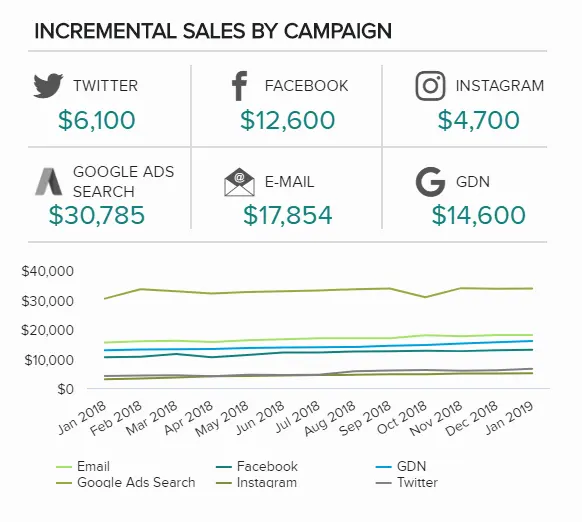 INCREMENTAL SALES BY CAMPAIGN
TWITTER
$6,100
FACEBOOK
$12,600
INSTAGRAM
$4,700
GOOGLE ADS
SEARCH
$30,785
@
E-MAIL
$17,854
GDN
$14,600
$40,000
$30,000
$20,000
$10,000
$0
Jan 2018
Feb 2018
Mar 2018
Apr 2018
May 2018
Jun 2018
Jul 2018
Aug 2018
Sep 2018
Oct 2018
Nov 2018
Dec 2018
Jan 2019
Email
Facebook
GDN
Google Ads Search
Instagram
Twitter